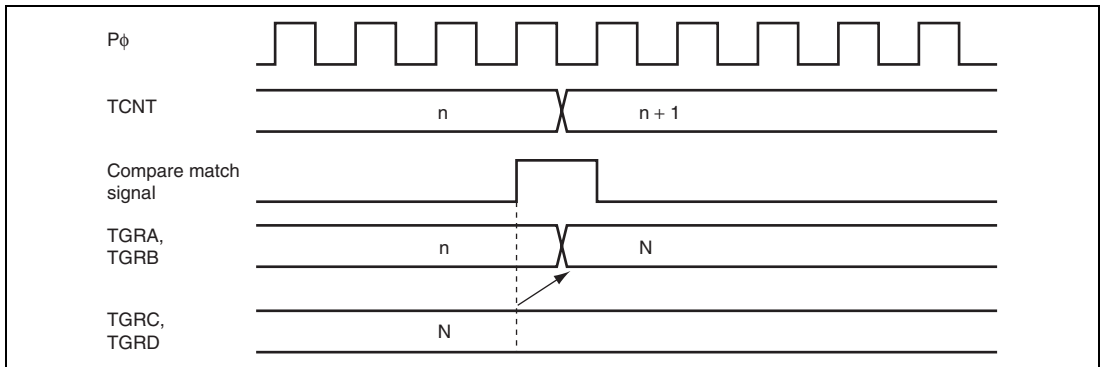 Pϕ
TCNT
n
n + 1
Compare match
signal
TGRA,
TGRB
n
N
TGRC,
TGRD
N